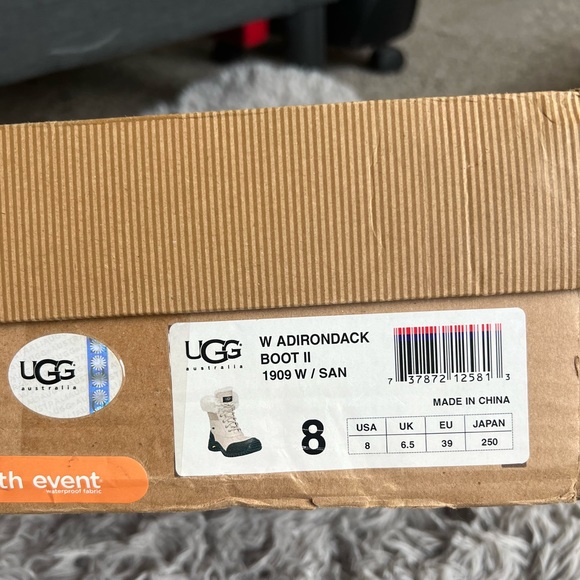 UGG
australia
th event
waterproof fabric
UGG
australia
W ADIRONDACK
BOOT II
1909 W / SAN
8
7 37872 12581 3
MADE IN CHINA
USA UK EU JAPAN
8 6.5 39 250